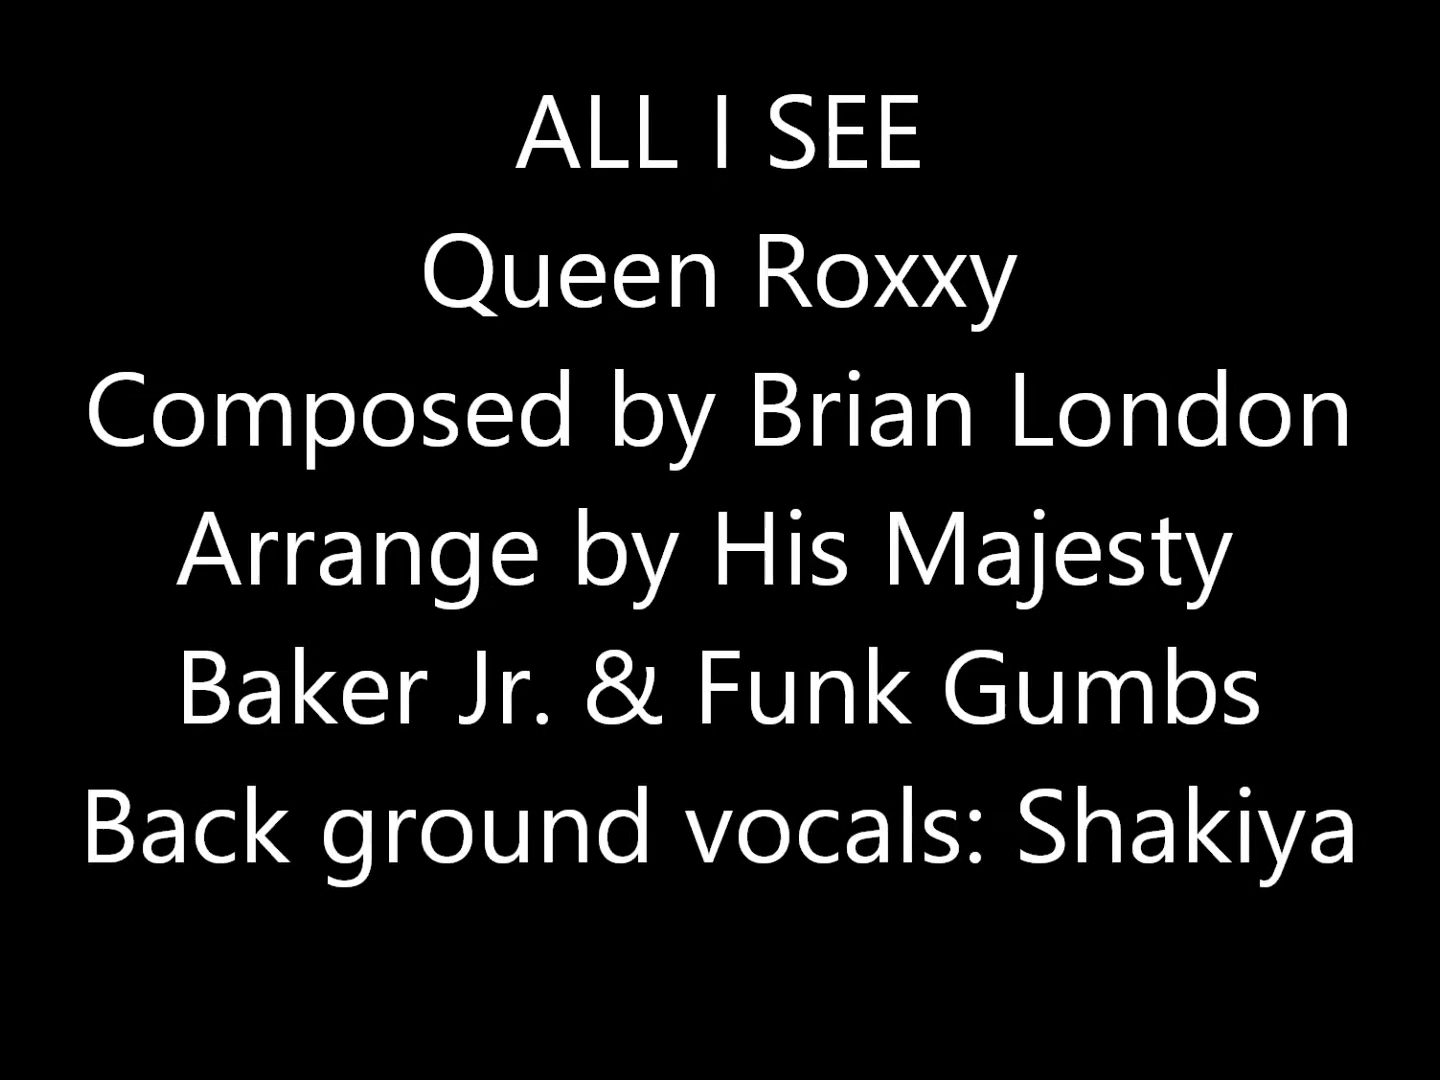 ALL I SEE
Queen Roxxy
Composed by Brian London
Arrange by His Majesty
Baker Jr. & Funk Gumbs
Back ground vocals: Shakiya